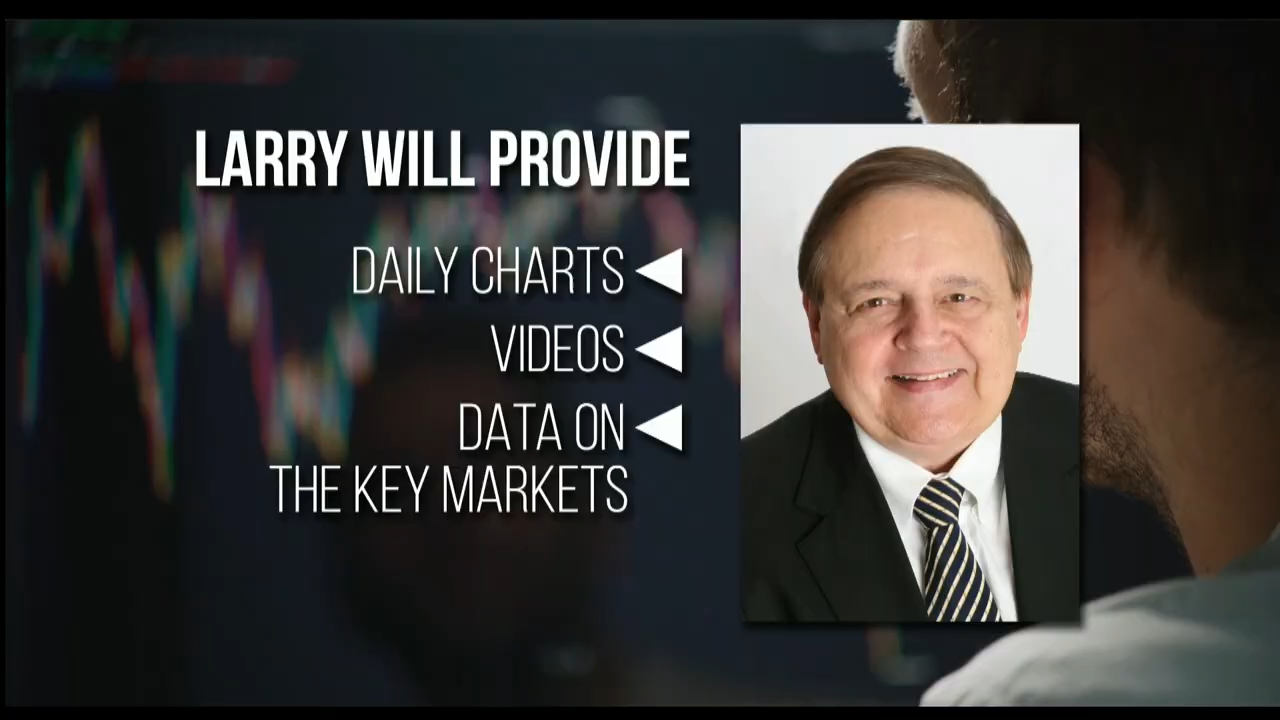 LARRY WILL PROVIDE
DAILY CHARTS
VIDEOS
DATA ON
THE KEY MARKETS